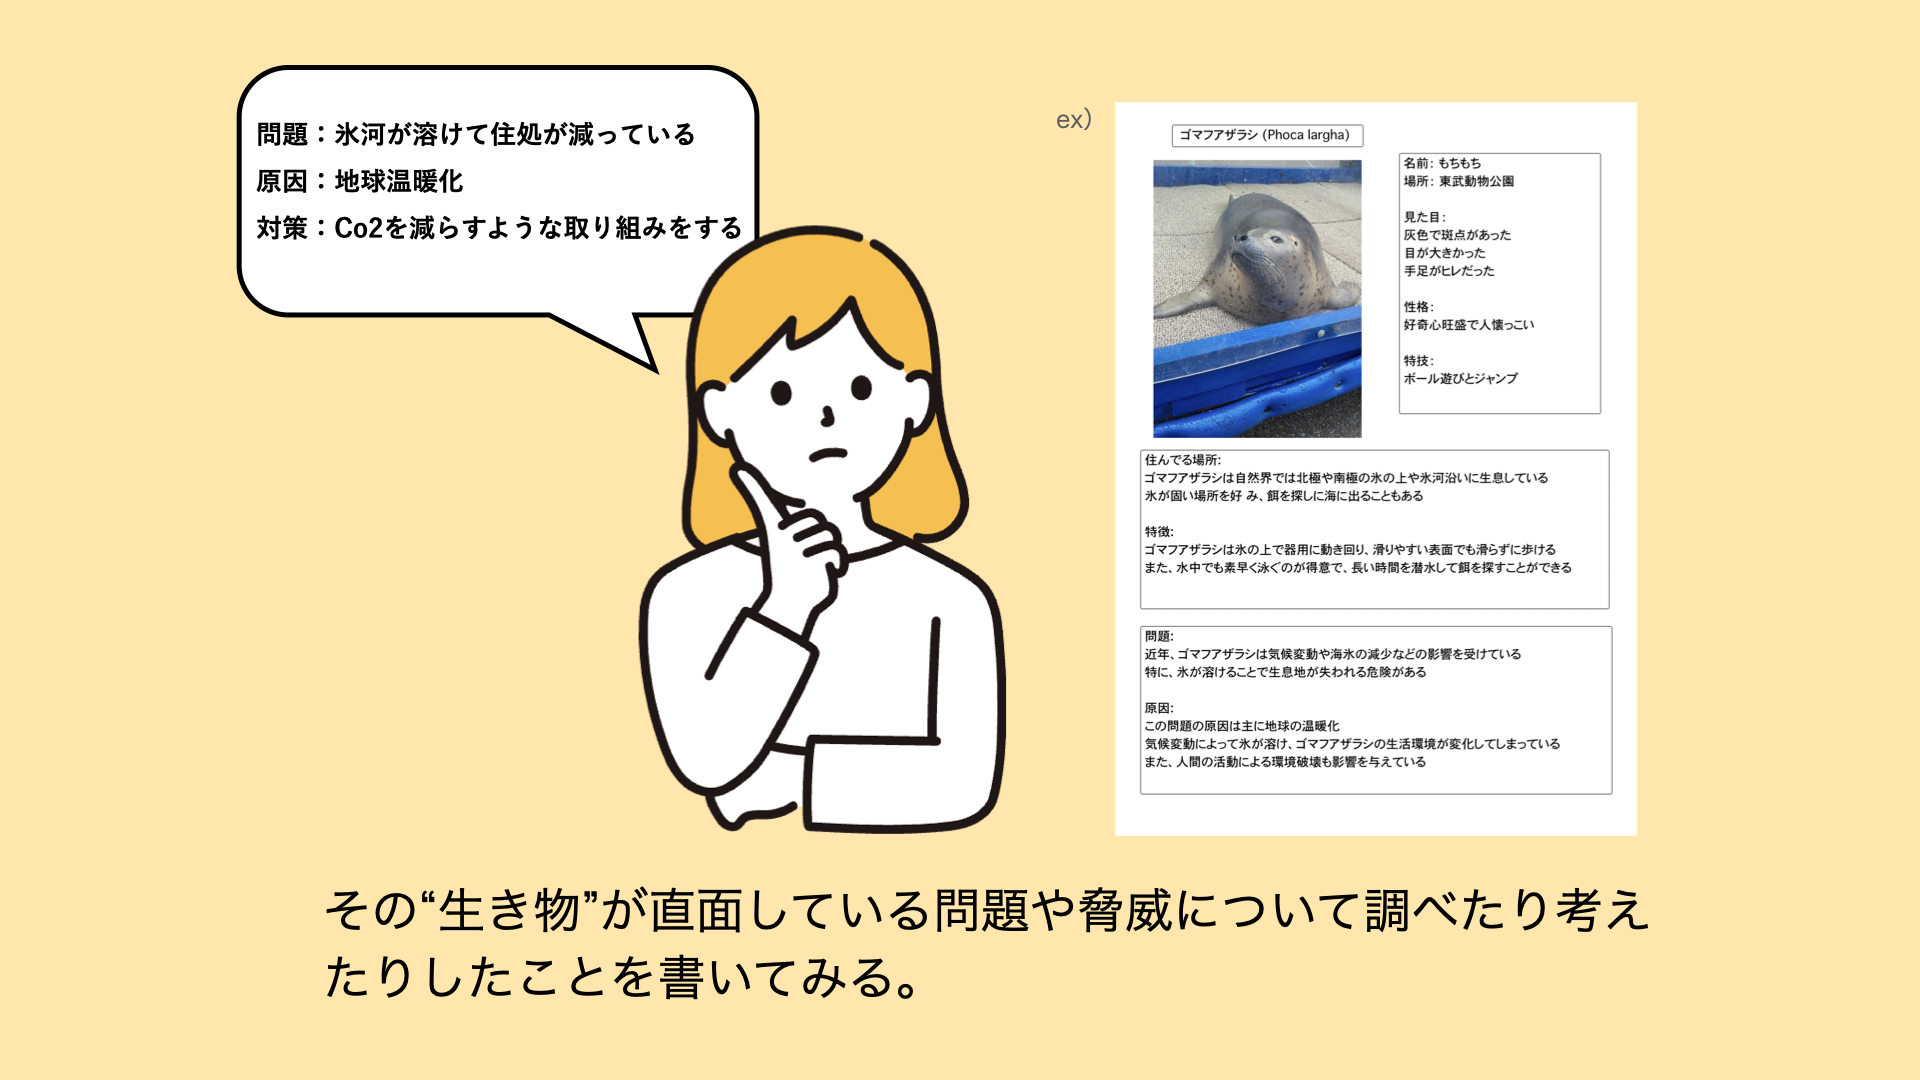 問題：氷河が溶けて住処が減っている
原因：地球温暖化
対策：Co2を減らすような取り組みをする
ex）
ゴマフアザラシ (Phoca largha)
名前: もちもち
場所: 東武動物公園
見た目:
灰色で斑点があった
目が大きかった
手足がヒレだった
性格:
好奇心旺盛で人懐っこい
特技:
ボール遊びとジャンプ
住んでる場所:
ゴマフアザラシは自然界では北極や南極の氷の上や氷河沿いに生息している
氷が固い場所を好 み、餌を探しに海に出ることもある
特徴:
ゴマフアザラシは氷の上で器用に動き回り、滑りやすい表面でも滑らずに歩ける
また、水中でも素早く泳ぐのが得意で、長い時間を潜水して餌を探すことができる
問題:
近年、ゴマフアザラシは気候変動や海氷の減少などの影響を受けている
特に、氷が溶けることで生息地が失われる危険がある
原因:
この問題の原因は主に地球の温暖化
気候変動によって氷が溶け、ゴマフアザラシの生活環境が変化してしまっている
また、人間の活動による環境破壊も影響を与えている
その“生き物”が直面している問題や脅威について調べたり考え
たりしたことを書いてみる。